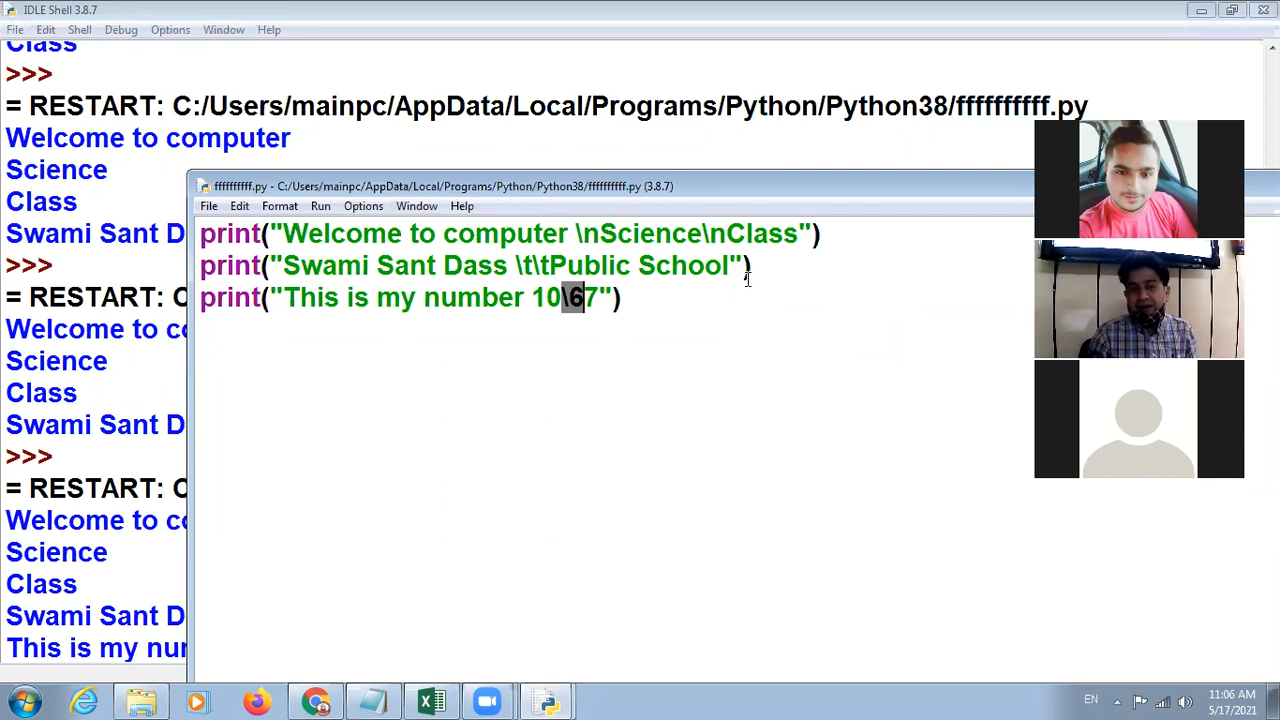 IDLE Shell 3.8.7
File Edit Shell Debug Options Window Help
Class
>>>
= RESTART: C:/Users/mainpc/AppData/Local/Programs/Python/Python38/ffffffffff.py
Welcome to computer
Science
Class
Swami Sant D
>>>
= RESTART: C
Welcome to co
Science
Class
Swami Sant D
>>>
= RESTART: C
Welcome to co
Science
Class
Swami Sant D
This is my nur
ffffffffff.py - C:/Users/mainpc/AppData/Local/Programs/Python/Python38/ffffffffff.py (3.8.7)
File Edit Format Run Options Window Help
print("Welcome to computer \nScience\nClass")
print("Swami Sant Dass \t\tPublic School")
print("This is my number 10\67")
EN
11:06 AM
5/17/2021